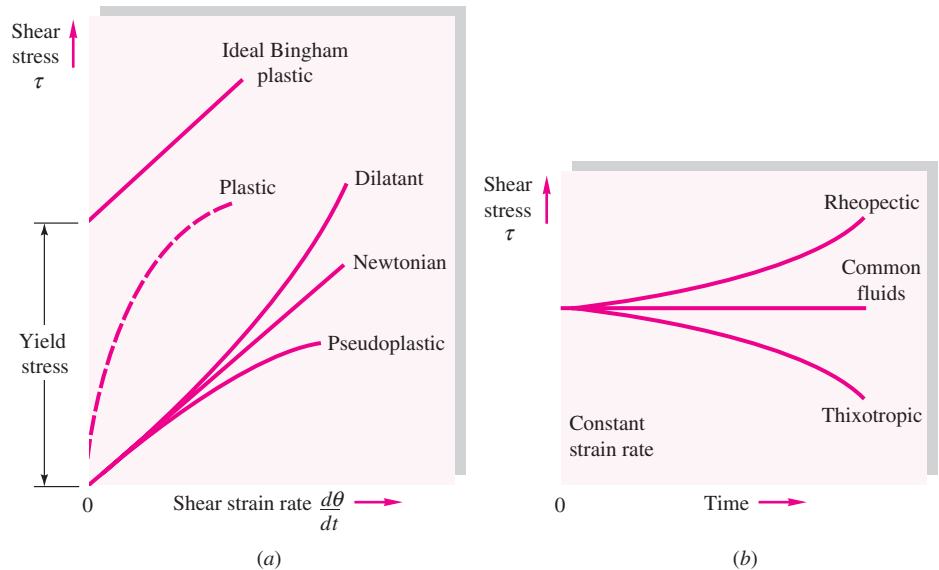 Shear
stress
τ
Ideal Bingham
plastic
Plastic
Dilatant
Newtonian
Pseudoplastic
Yield
stress
0
Shear strain rate dθ/dt
(a)
Shear
stress
τ
Rheopectic
Common
fluids
Thixotropic
Constant
strain rate
0
Time
(b)